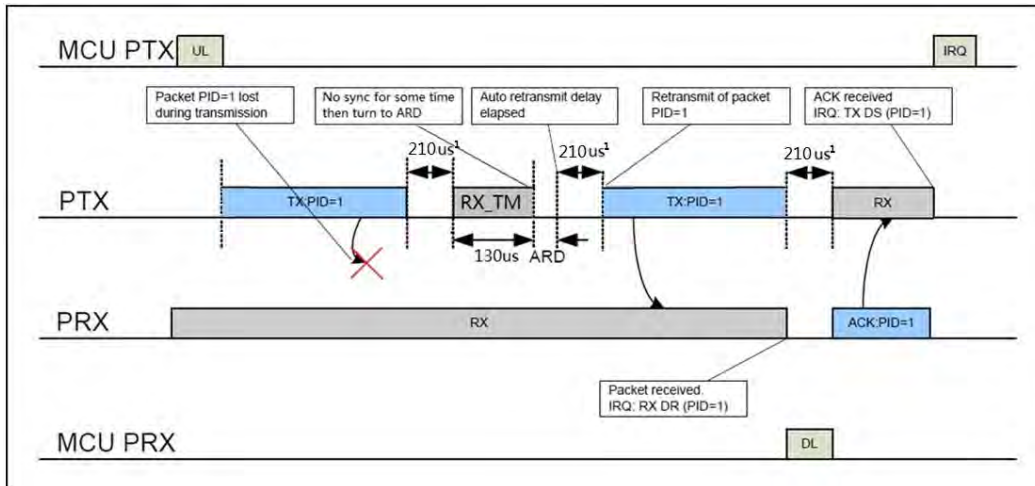 MCU PTX
UL
IRQ
Packet PID=1 lost
during transmission
No sync for some time
then turn to ARD
Auto retransmit delay
elapsed
Retransmit of packet
PID=1
ACK received
IRQ: TX DS (PID=1)
210us¹
210us¹
210us¹
PTX
TX:PID=1
RX_TM
TX:PID=1
RX
130us
ARD
PRX
RX
ACK:PID=1
Packet received.
IRQ: RX DR (PID=1)
MCU PRX
DL